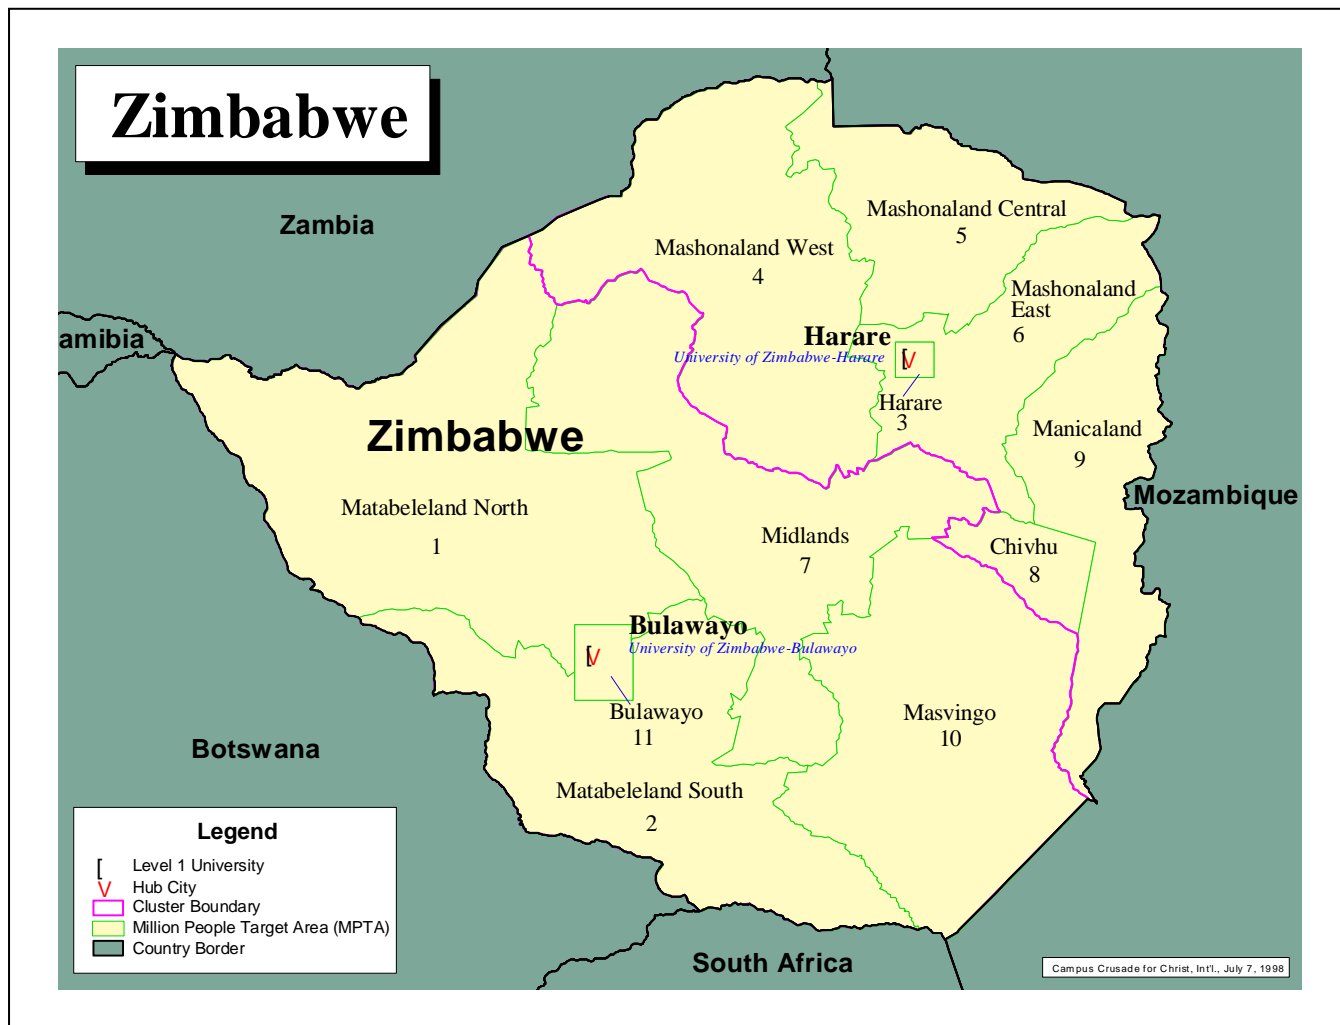 Zimbabwe
Zambia
Mashonaland Central
5
Mashonaland West
4
Mashonaland
East
6
amibia
Harare
University of Zimbabwe-Harare
[
V
Harare
3
Zimbabwe
Manicaland
9
Mozambique
Matabeleland North
1
Midlands
7
Chivhu
8
Bulawayo
University of Zimbabwe-Bulawayo
[
V
Bulawayo
11
Masvingo
10
Botswana
Matabeleland South
2
Legend
[ Level 1 University
V Hub City
Cluster Boundary
Million People Target Area (MPTA)
Country Border
South Africa
Campus Crusade for Christ, Int'l., July 7, 1998